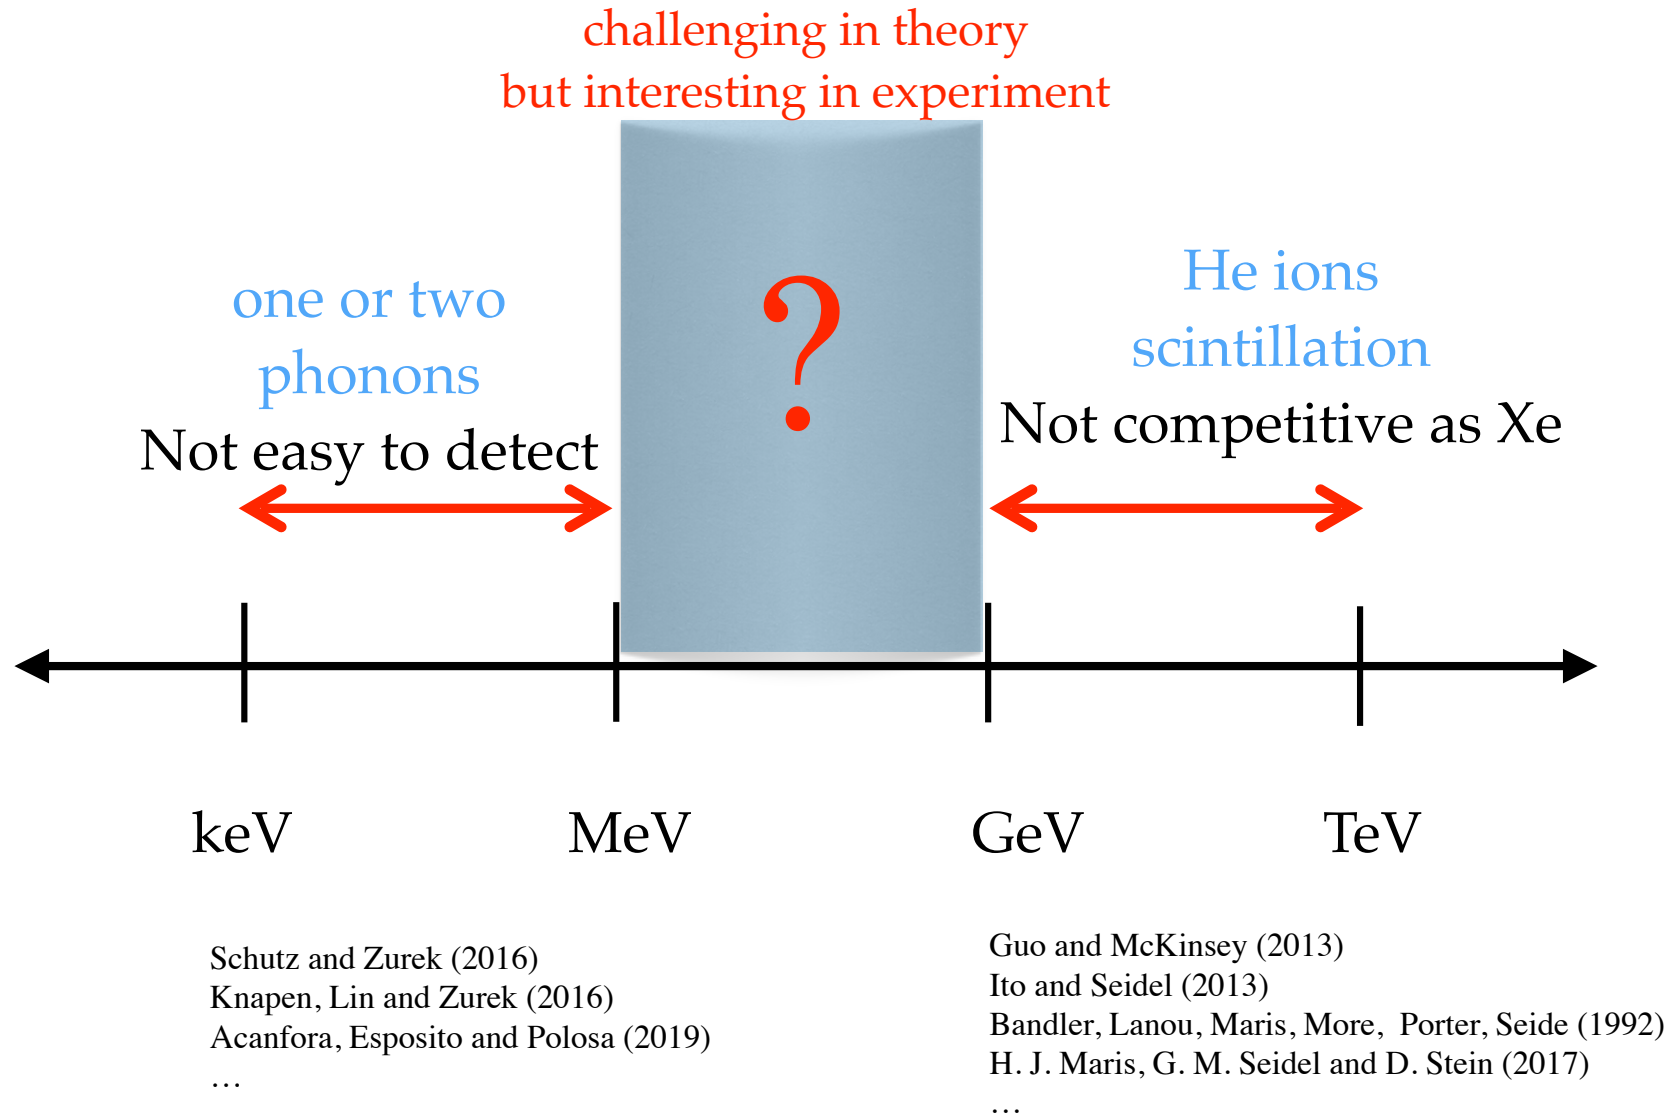 challenging in theory
but interesting in experiment
one or two
phonons
Not easy to detect
?
He ions
scintillation
Not competitive as Xe
keV
MeV
GeV
TeV
Schutz and Zurek (2016)
Knapen, Lin and Zurek (2016)
Acanfora, Esposito and Polosa (2019)
…
Guo and McKinsey (2013)
Ito and Seidel (2013)
Bandler, Lanou, Maris, More,  Porter, Seide (1992)
H. J. Maris, G. M. Seidel and D. Stein (2017)
…